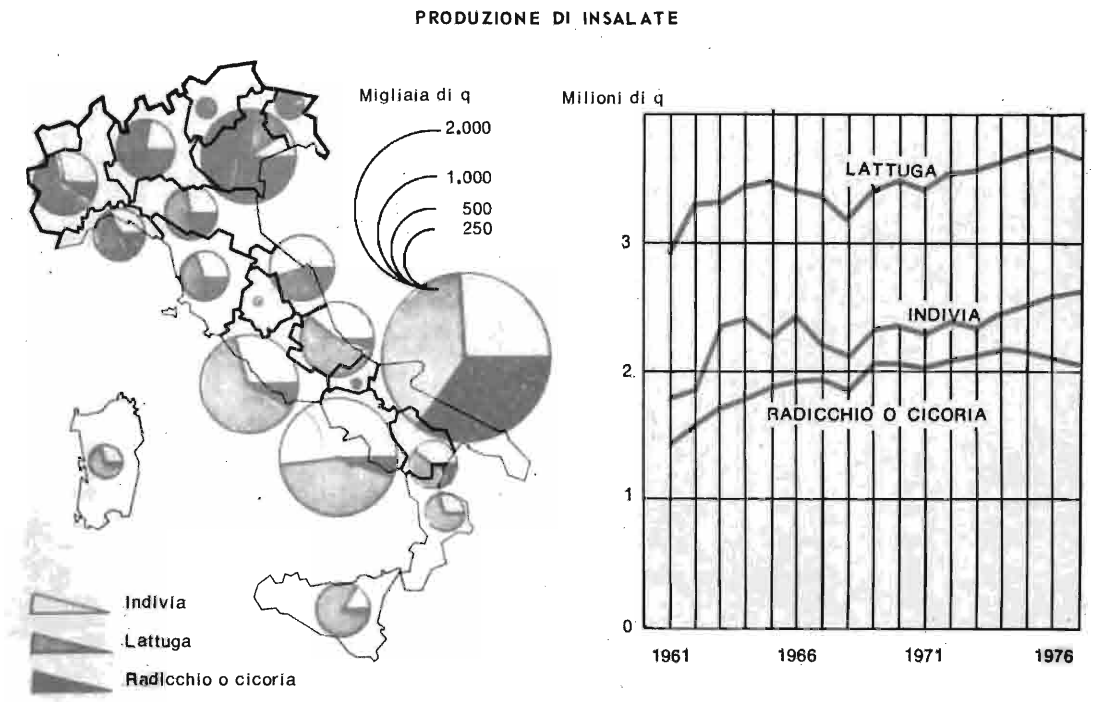 PRODUZIONE DI INSALATE
Migliaia di q
2.000
1.000
500
250
Indivia
Lattuga
Radicchio o cicoria
Milioni di q
LATTUGA
INDIVIA
RADICCHIO O CICORIA
3
2
1
0
1961
1966
1971
1976